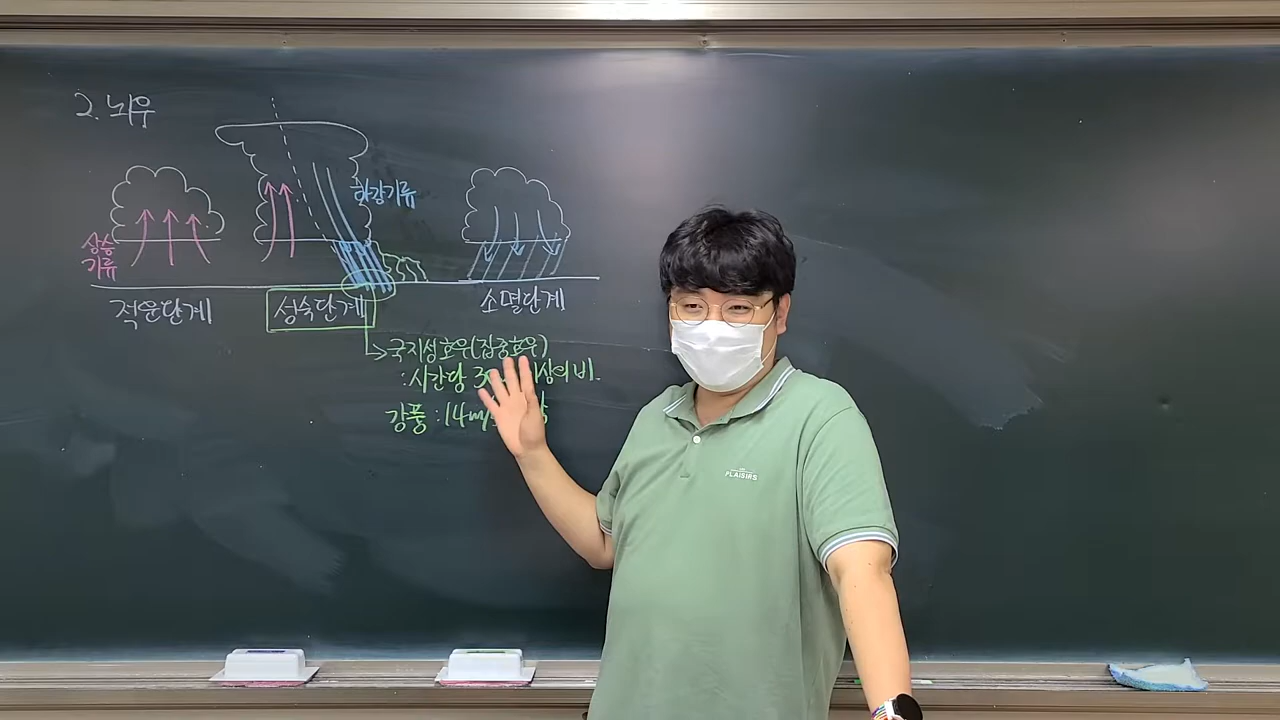 2. 뇌우
하강기류
상승
기류
적운단계
성숙단계
소멸단계
국지성호우(집중호우)
:시간당 상의 비.
강풍:14m/s
PLAISIRS